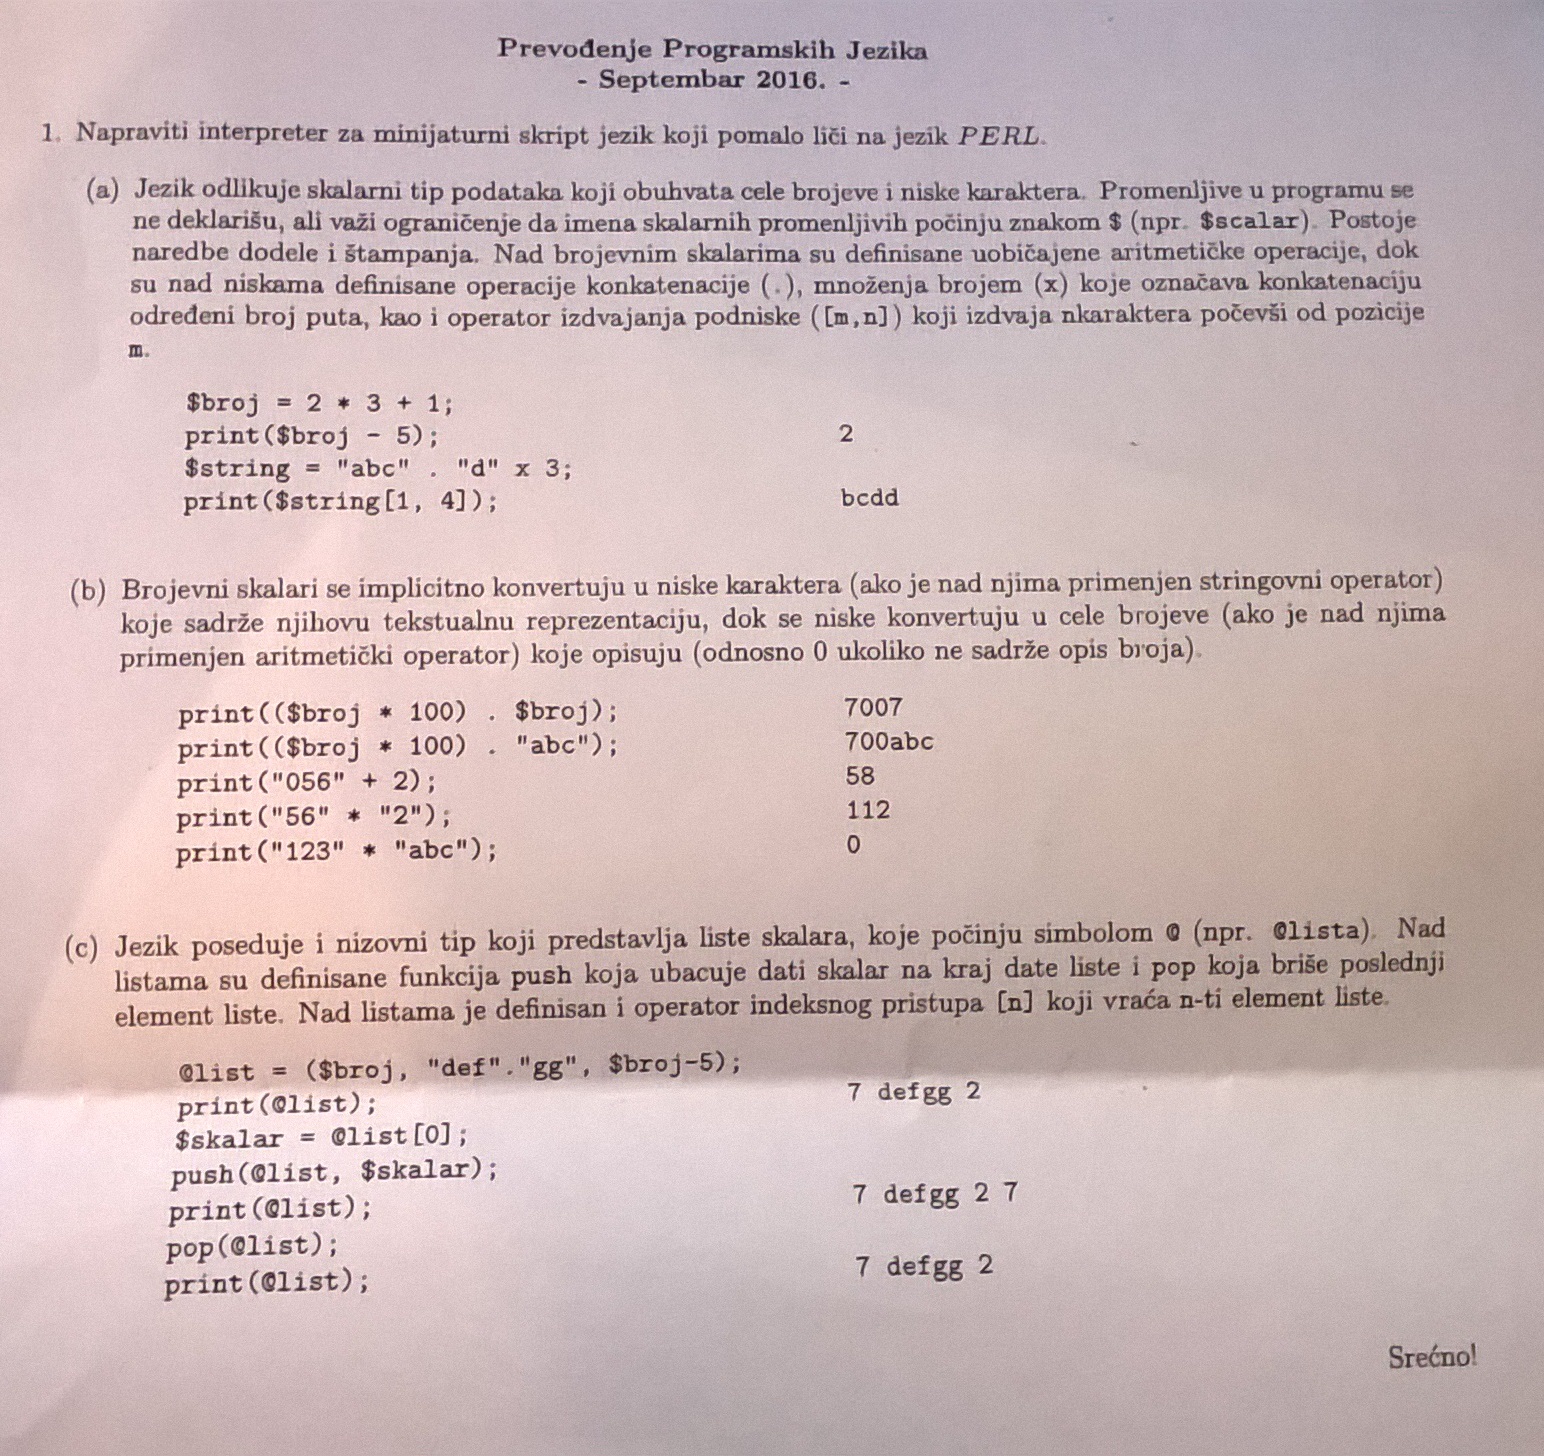 Prevođenje Programskih Jezika
- Septembar 2016. -
1. Napraviti interpreter za minijaturni skript jezik koji pomalo liči na jezik PERL.
(a) Jezik odlikuje skalarni tip podataka koji obuhvata cele brojeve i niske karaktera. Promenljive u programu se
ne deklarišu, ali važi ograničenje da imena skalarnih promenljivih počinju znakom $ (npr. $scalar). Postoje
naredbe dodele i štampanja. Nad brojevnim skalarima su definisane uobičajene aritmetičke operacije, dok
su nad niskama definisane operacije konkatenacije (.), množenja brojem (x) koje označava konkatenaciju
određeni broj puta, kao i operator izdvajanja podniske ([m,n]) koji izdvaja nkaraktera počevši od pozicije
m.
$broj = 2 * 3 + 1;
print($broj - 5); 2
$string = "abc" . "d" x 3;
print($string[1, 4]); bcdd
(b) Brojevni skalari se implicitno konvertuju u niske karaktera (ako je nad njima primenjen stringovni operator)
koje sadrže njihovu tekstualnu reprezentaciju, dok se niske konvertuju u cele brojeve (ako je nad njima
primenjen aritmetički operator) koje opisuju (odnosno 0 ukoliko ne sadrže opis broja).
print(($broj * 100) . $broj); 7007
print(($broj * 100) . "abc"); 700abc
print("056" + 2); 58
print("56" * "2"); 112
print("123" * "abc"); 0
(c) Jezik poseduje i nizovni tip koji predstavlja liste skalara, koje počinju simbolom @ (npr. @lista). Nad
listama su definisane funkcija push koja ubacuje dati skalar na kraj date liste i pop koja briše poslednji
element liste. Nad listama je definisan i operator indeksnog pristupa [n] koji vraća n-ti element liste.
@list = ($broj, "def"."gg", $broj-5);
print(@list); 7 defgg 2
$skalar = @list[0];
push(@list, $skalar);
print(@list); 7 defgg 2 7
pop(@list);
print(@list); 7 defgg 2
Srećno!